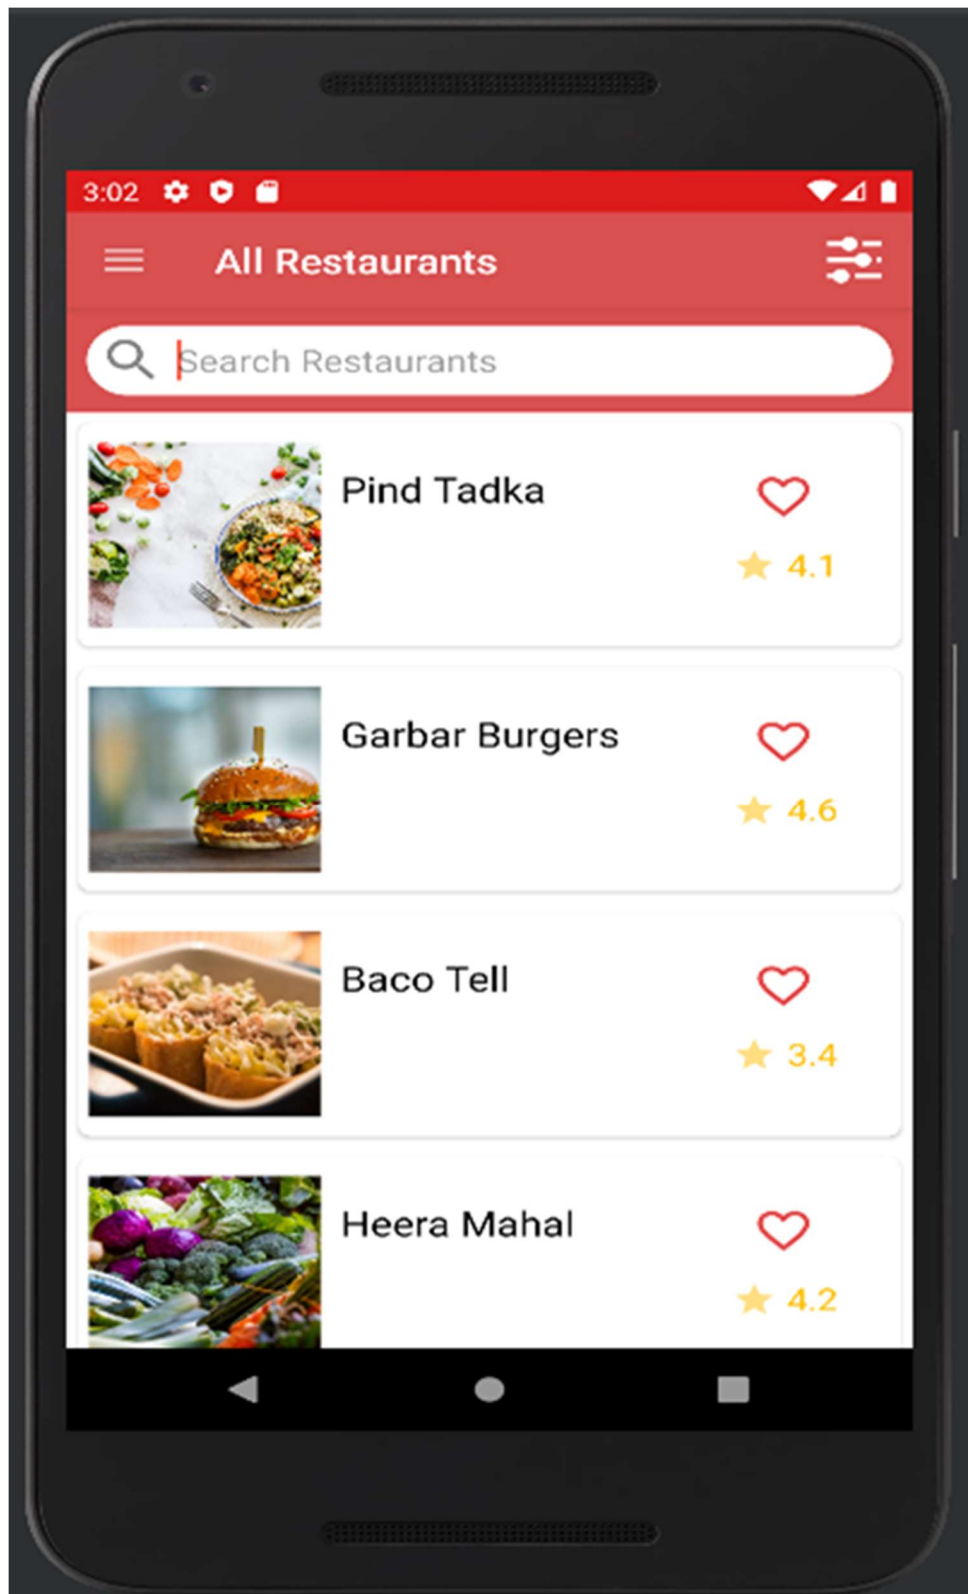 3:02
All Restaurants
Search Restaurants
Pind Tadka
4.1
Garbar Burgers
4.6
Baco Tell
3.4
Heera Mahal
4.2